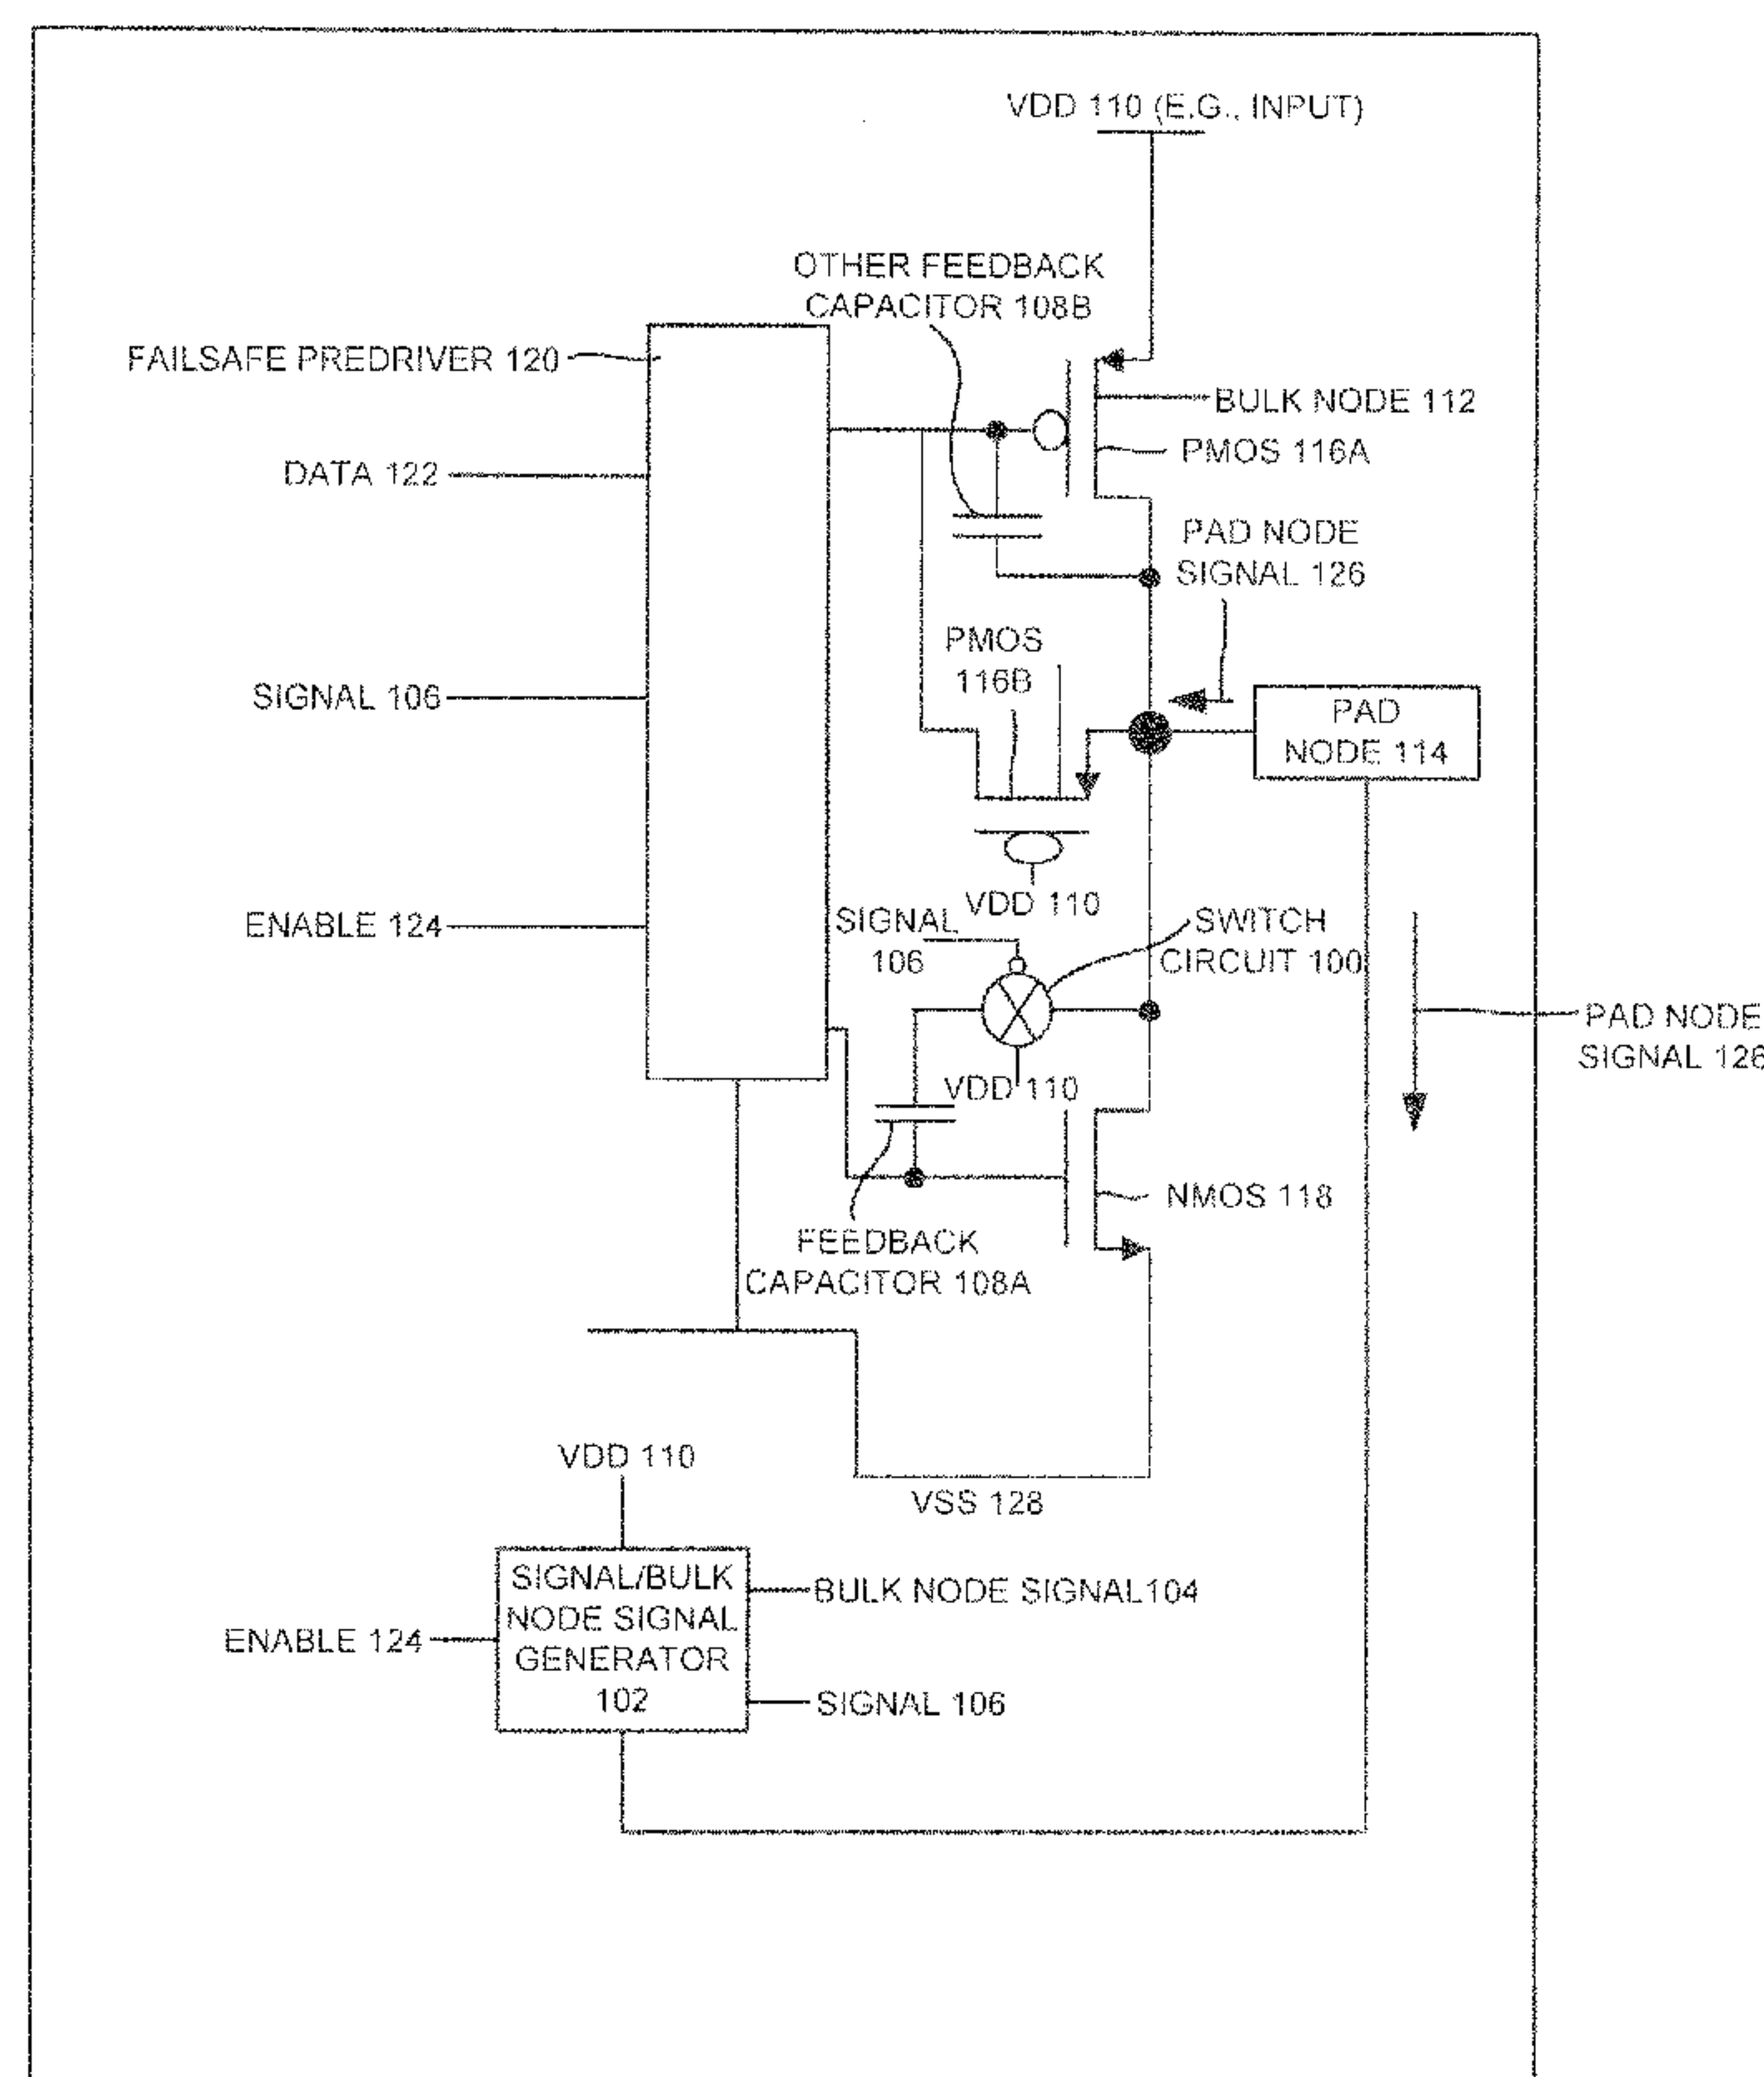 VDD 110 (E.G., INPUT)
OTHER FEEDBACK
CAPACITOR 108B
FAILSAFE PREDRIVER 120
BULK NODE 112
PMOS 116A
DATA 122
PAD NODE
SIGNAL 126
PMOS
116B
SIGNAL 106
PAD
NODE 114
VDD 110
ENABLE 124
SIGNAL
106
SWITCH
CIRCUIT 100
PAD NODE
SIGNAL 126
VDD 110
NMOS 118
FEEDBACK
CAPACITOR 108A
VDD 110
VSS 128
SIGNAL/BULK
NODE SIGNAL
GENERATOR
102
BULK NODE SIGNAL104
ENABLE 124
SIGNAL 106